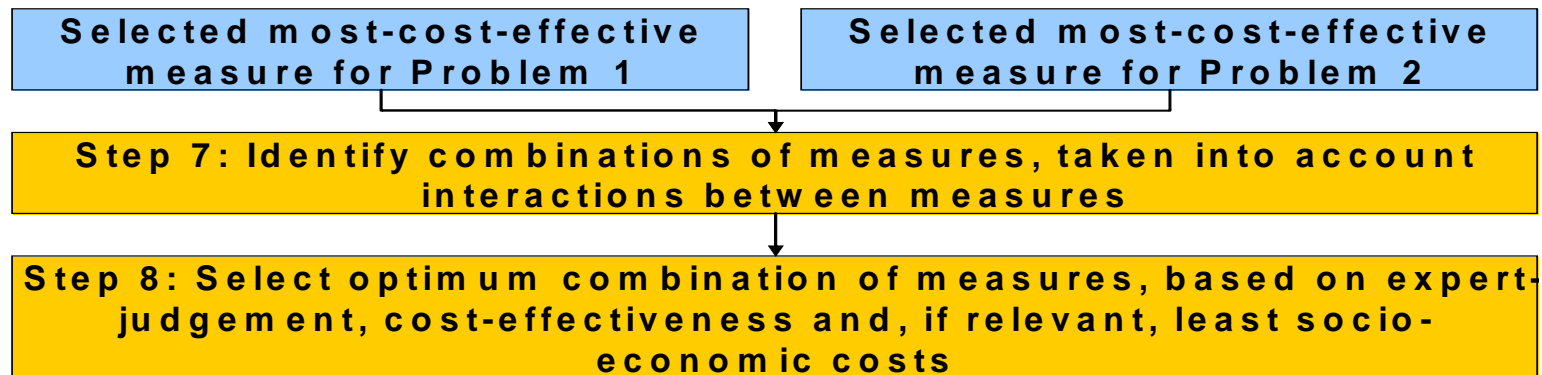 Selected most-cost-effective
measure for Problem 1
Selected most-cost-effective
measure for Problem 2
Step 7: Identify combinations of measures, taken into account
interactions between measures
Step 8: Select optimum combination of measures, based on expert-
judgement, cost-effectiveness and, if relevant, least socio-
economic costs